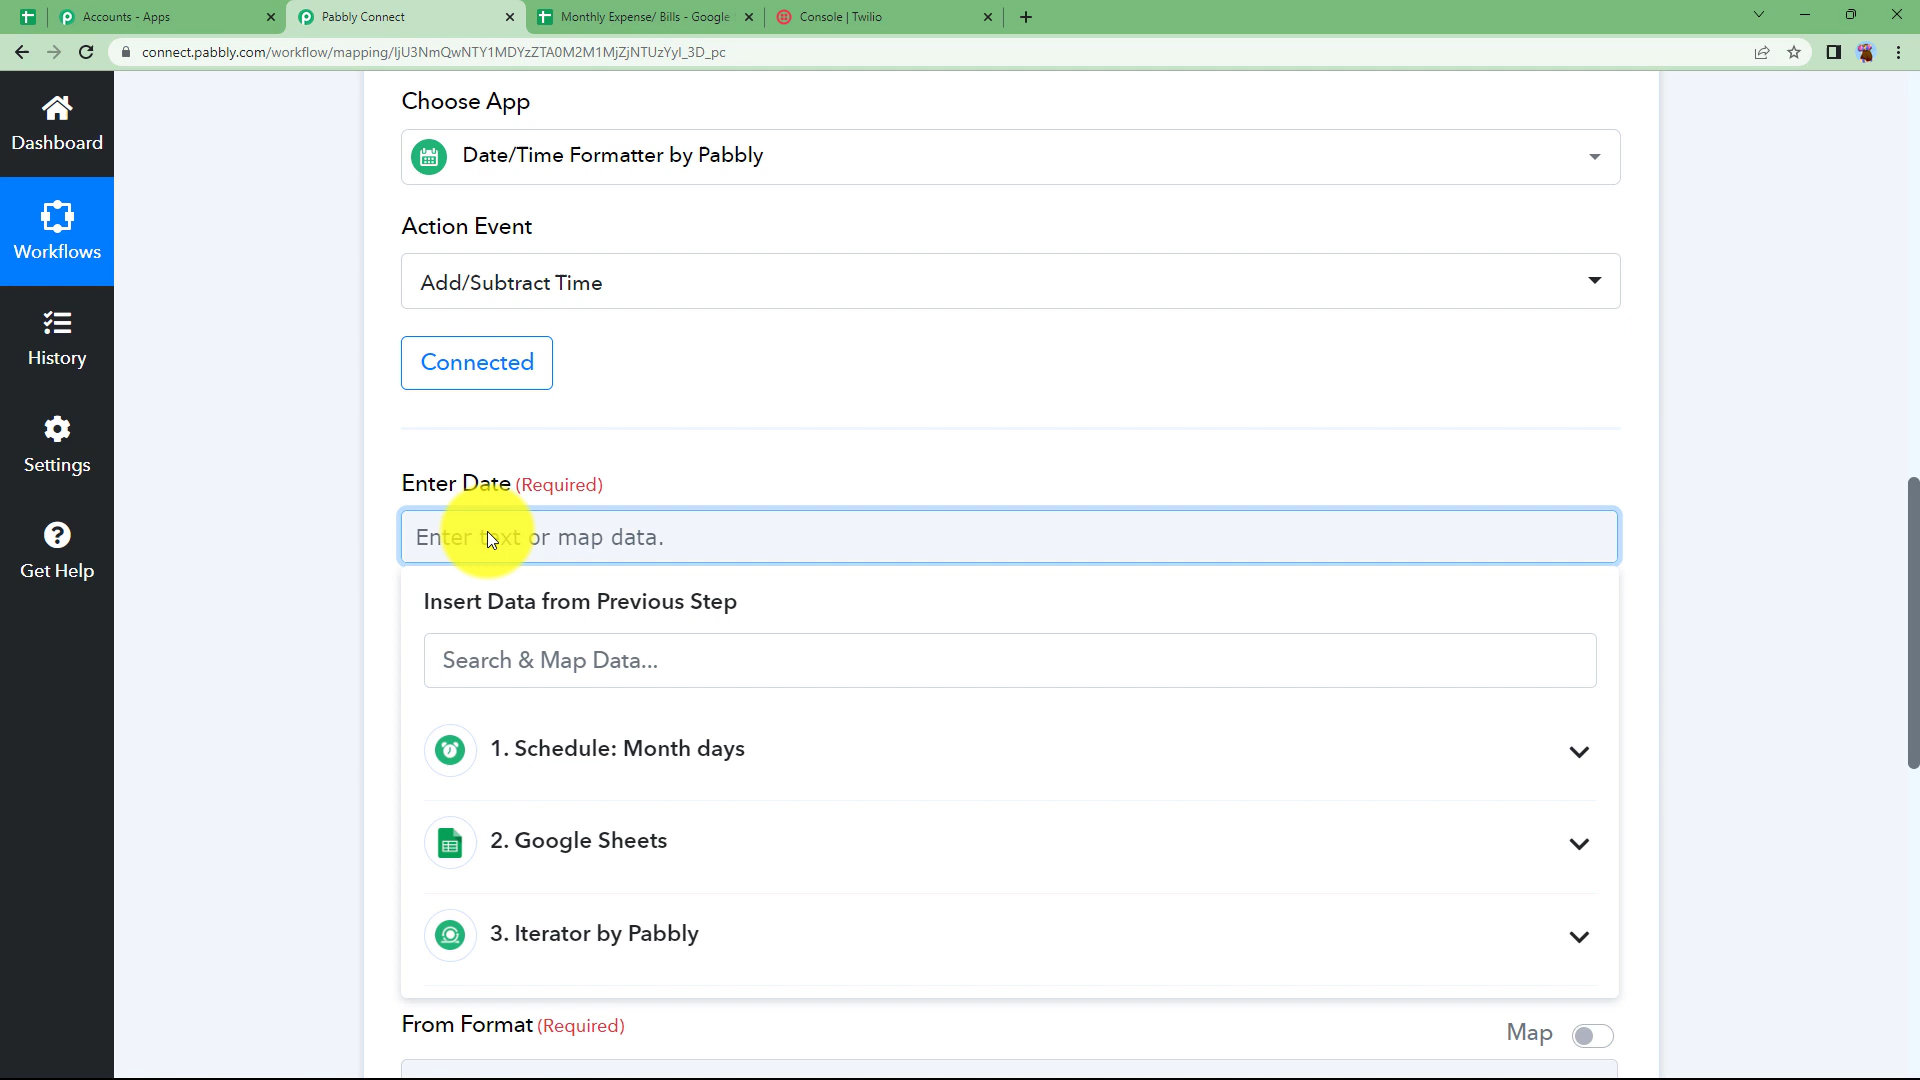 Accounts - Apps
Pabbly Connect
Monthly Expense/ Bills - Google
Console | Twilio
connect.pabbly.com/workflow/mapping/IjU3NmQwNTY1MDYzZTA0M2M1MjZjNTUzYyI_3D_pc
Dashboard
Workflows
History
Settings
Get Help
Choose App
Date/Time Formatter by Pabbly
Action Event
Add/Subtract Time
Connected
Enter Date (Required)
Enter text or map data.
Insert Data from Previous Step
Search & Map Data...
1. Schedule: Month days
2. Google Sheets
3. Iterator by Pabbly
From Format (Required)
Map